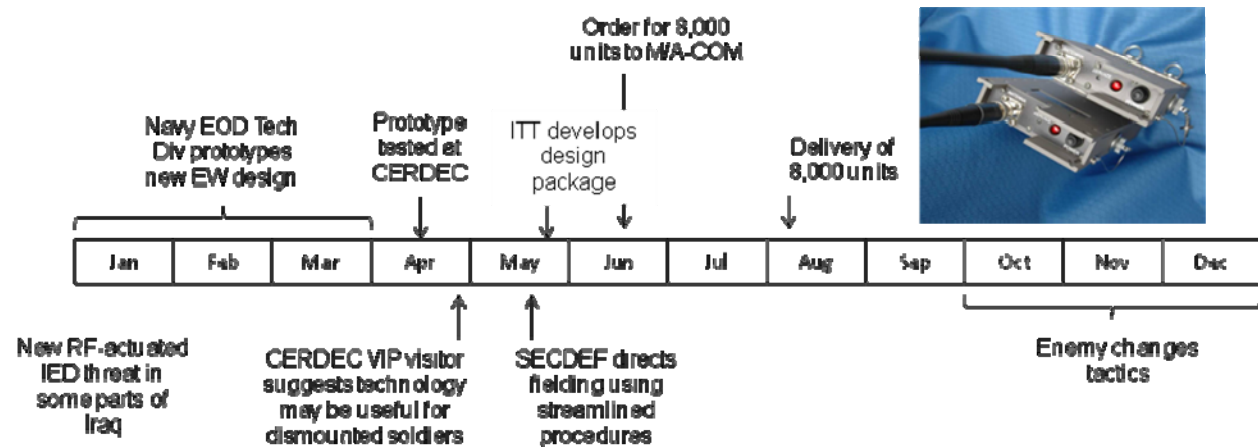 Order for 8,000
units to M/A-COM
Navy EOD Tech
Div prototypes
new EW design
Prototype
tested at
CERDEC
ITT develops
design
package
Delivery of
8,000 units
Jan
Feb
Mar
Apr
May
Jun
Jul
Aug
Sep
Oct
Nov
Dec
New RF-actuated
IED threat in
some parts of
Iraq
CERDEC VIP visitor
suggests technology
may be useful for
dismounted soldiers
SECDEF directs
fielding using
streamlined
procedures
Enemy changes
tactics